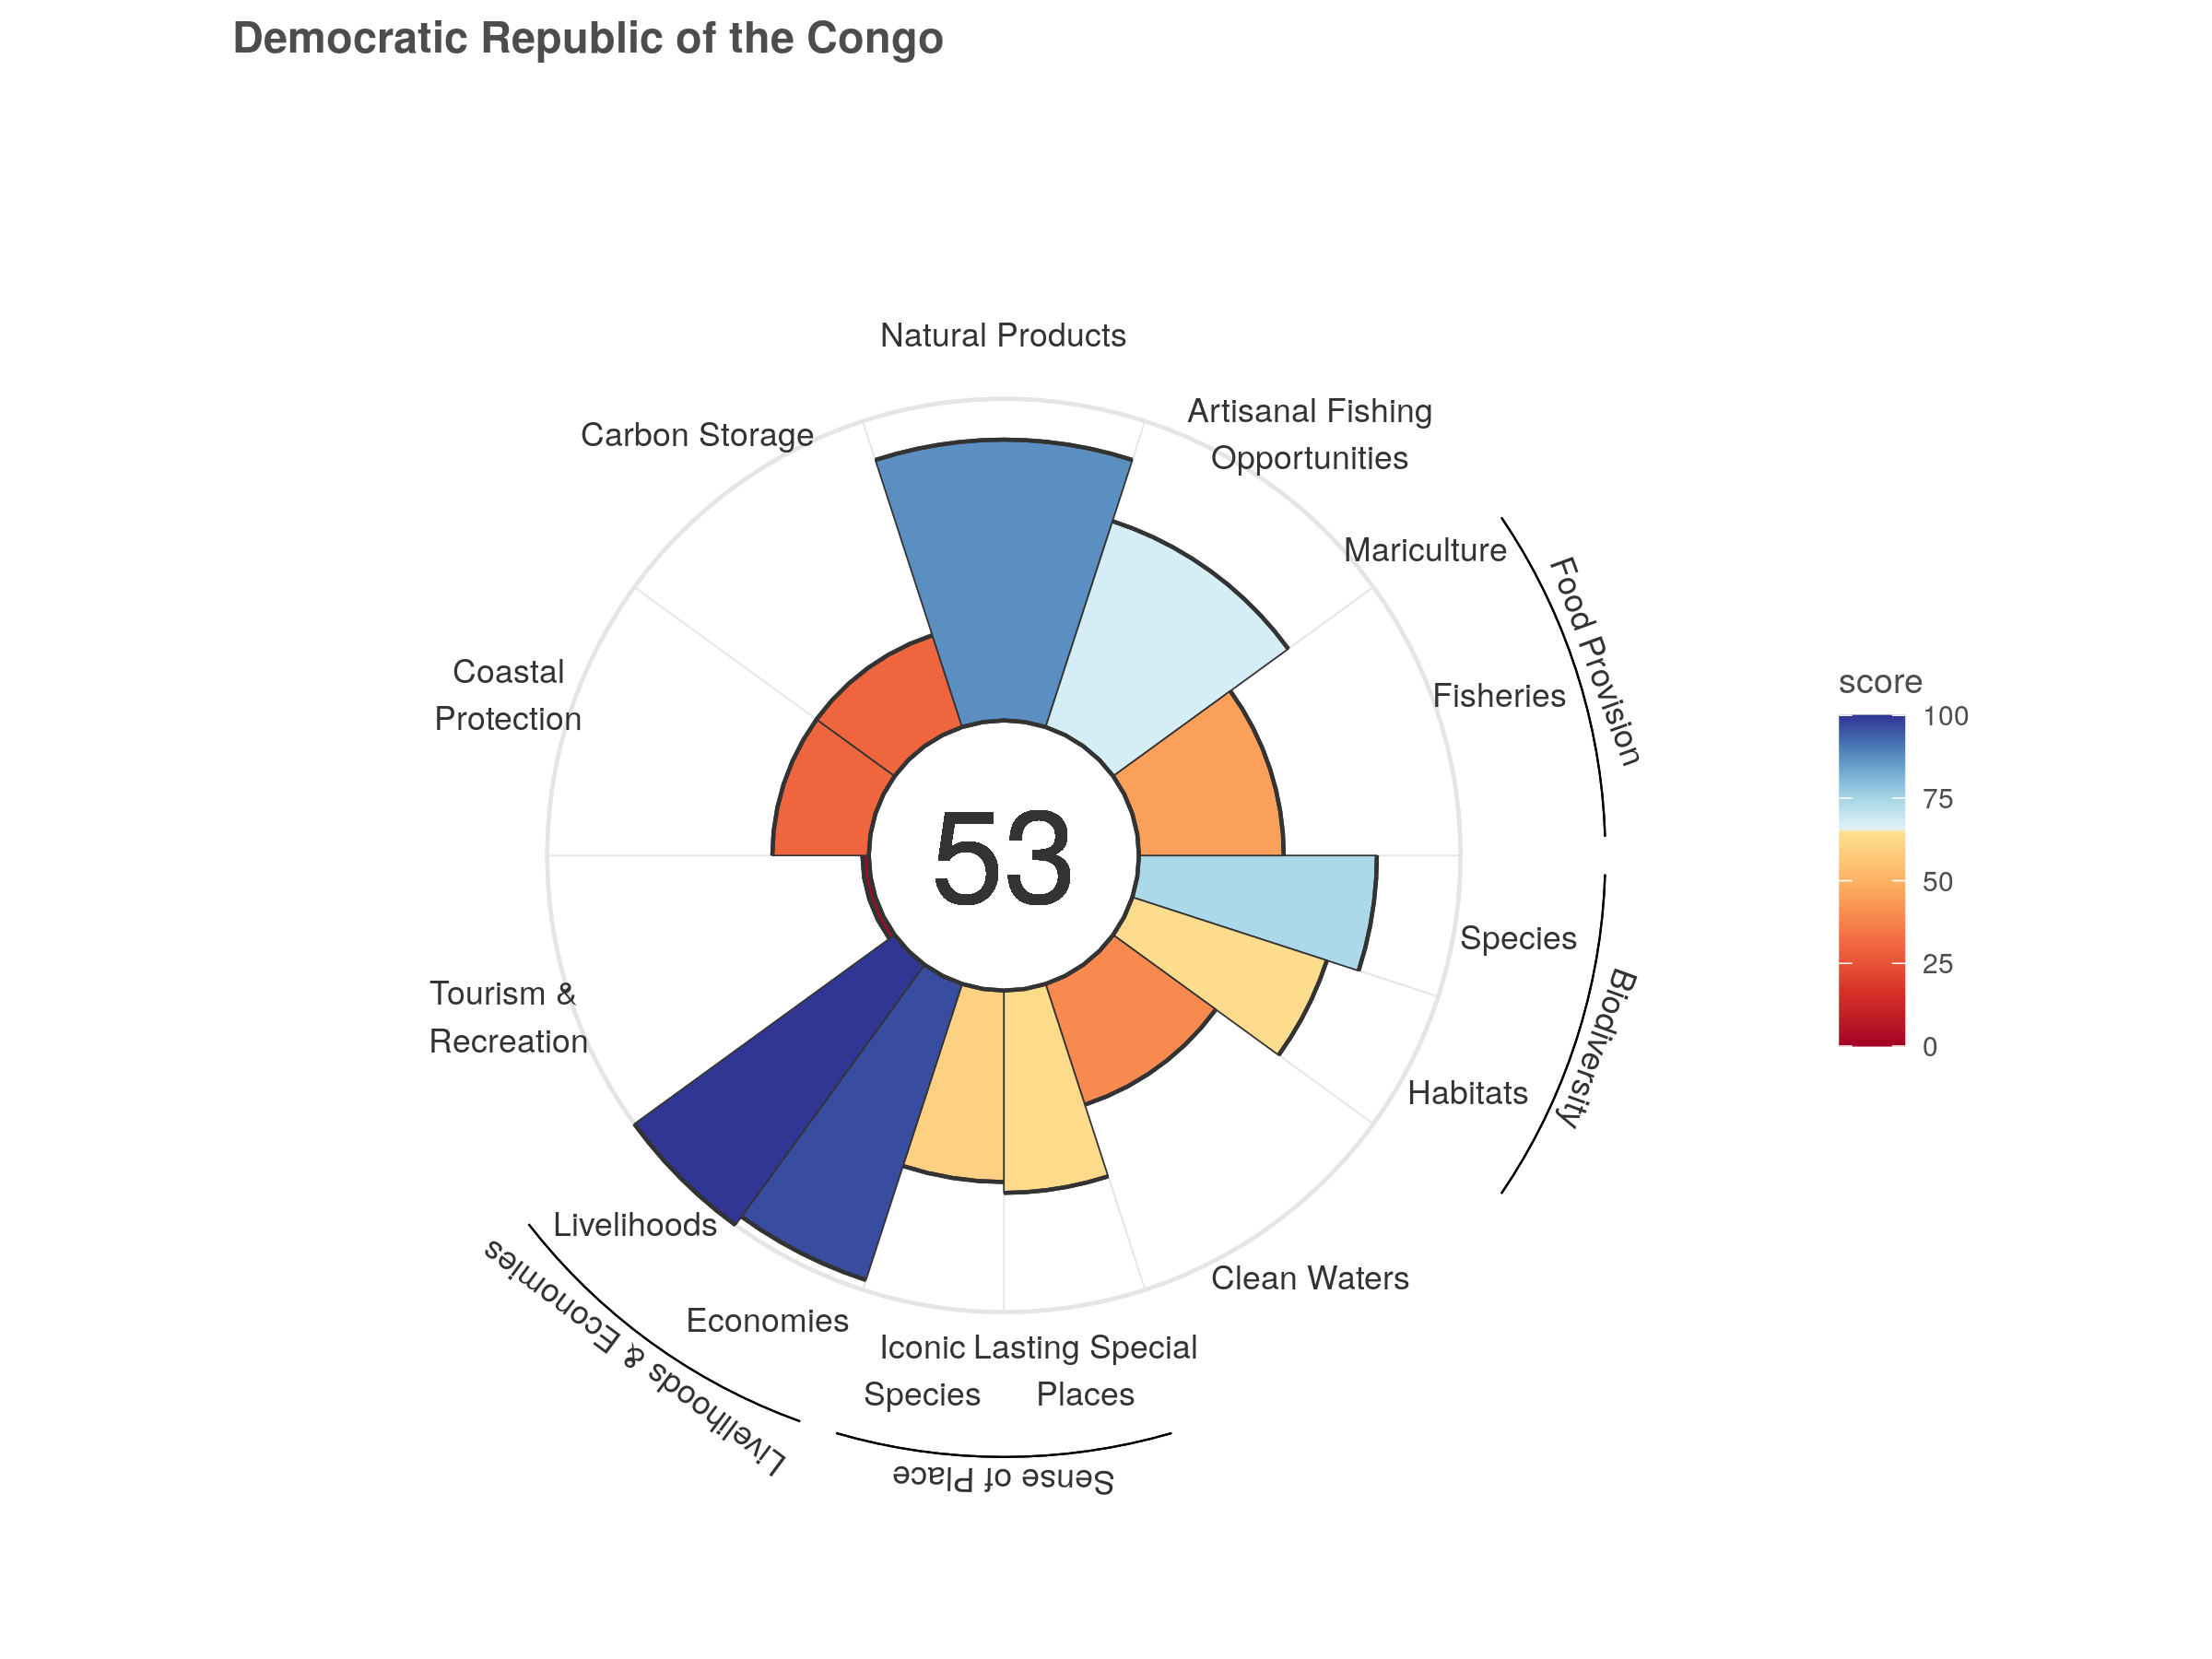 Democratic Republic of the Congo
Natural Products
Artisanal Fishing
Opportunities
Carbon Storage
Mariculture
Food Provision
Fisheries
Coastal
Protection
score
100
75
50
25
0
53
Species
Biodiversity
Tourism &
Recreation
Habitats
Livelihoods
Livelihoods & Economies
Clean Waters
Economies
Iconic
Species
Lasting Special
Places
Sense of Place